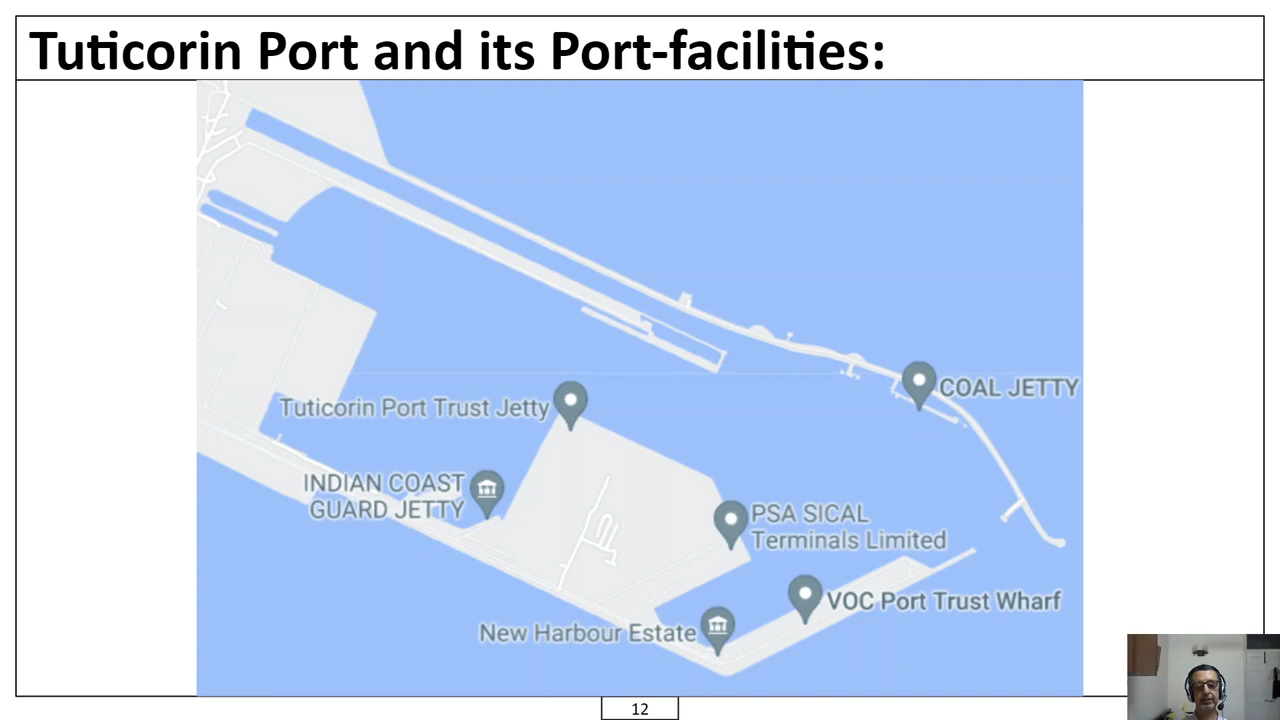 Tuticorin Port and its Port-facilities:
COAL JETTY
Tuticorin Port Trust Jetty
INDIAN COAST
GUARD JETTY
PSA SICAL
Terminals Limited
VOC Port Trust Wharf
New Harbour Estate
12